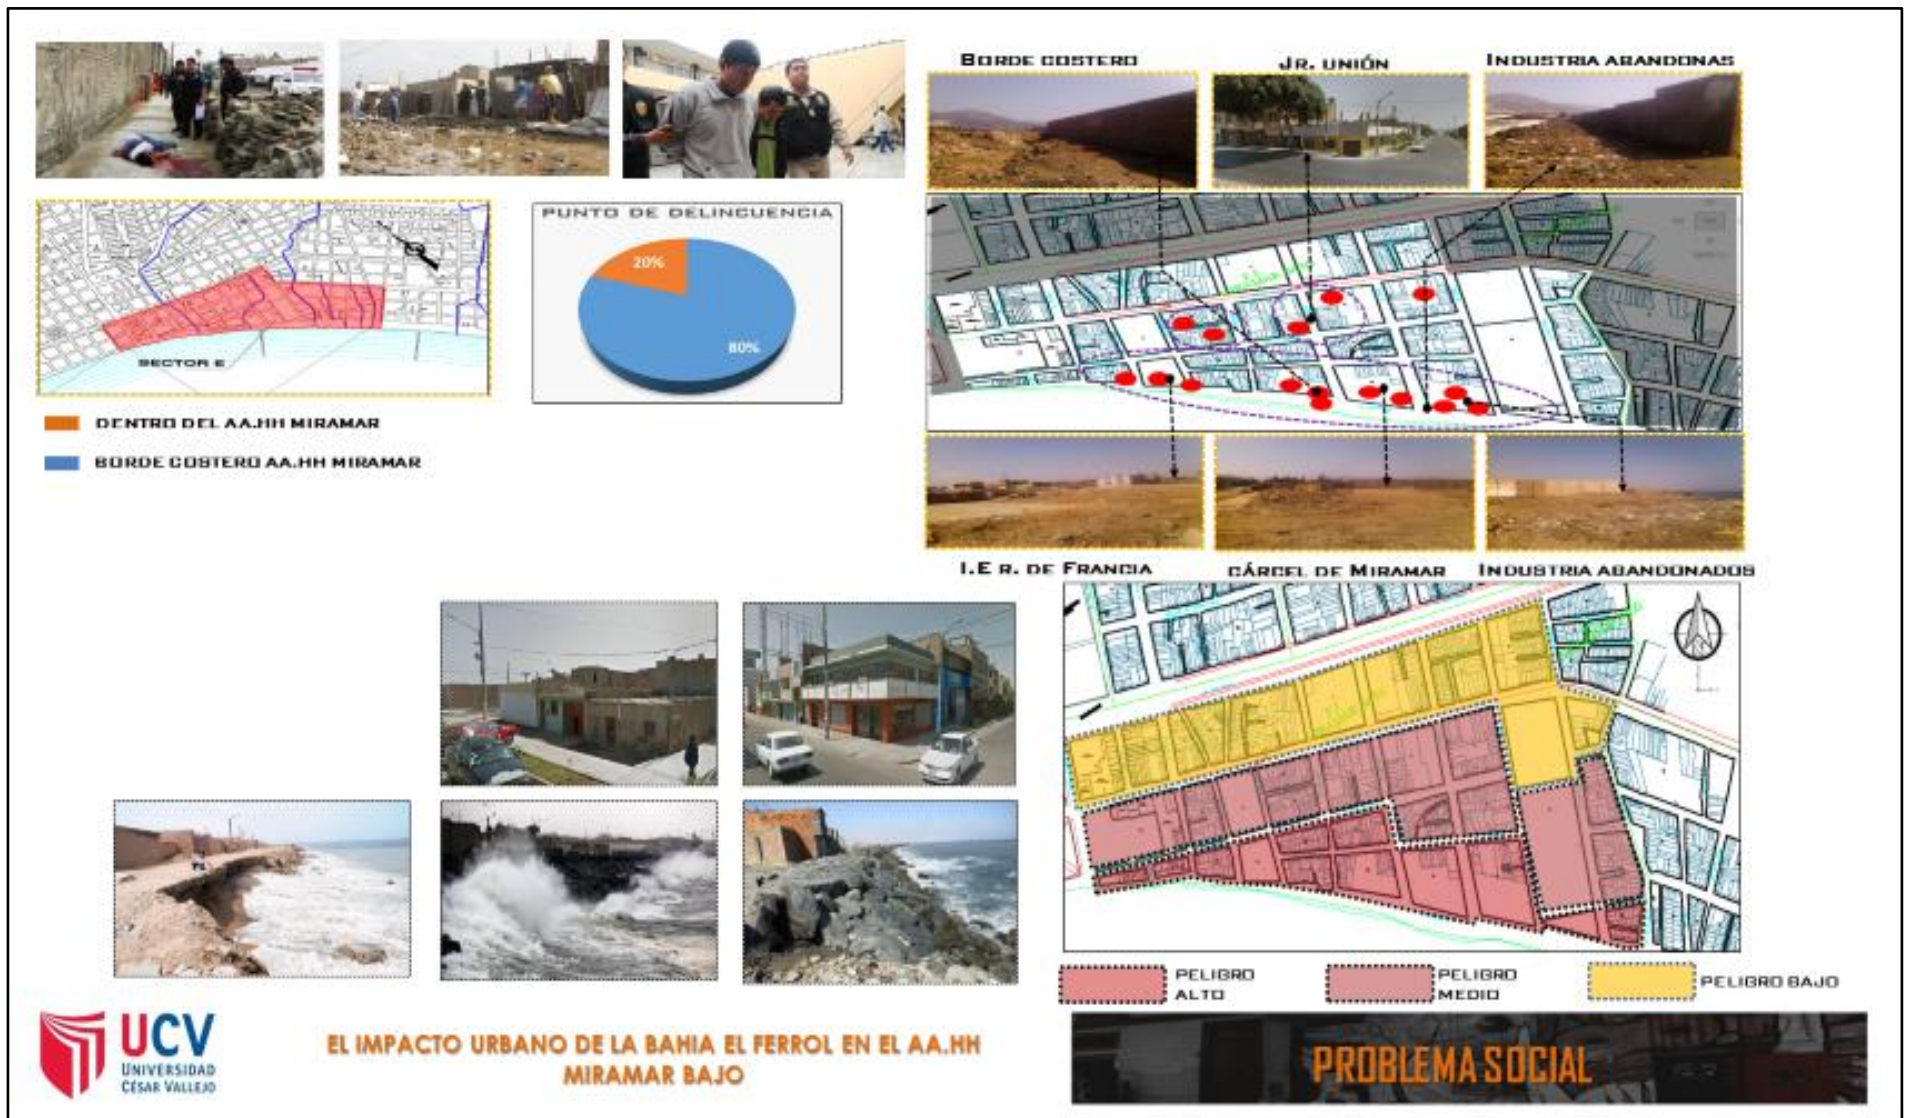 BORDE COSTERO
JR. UNIÓN
INDUSTRIA ABANDONAS
PUNTO DE DELINCUENCIA
20%
80%
SECTOR E
DENTRO DEL AA.HH MIRAMAR
BORDE COSTERO AA.HH MIRAMAR
I.E R. DE FRANCIA
CÁRCEL DE MIRAMAR
INDUSTRIA ABANDONADOS
PELIGRO
ALTO
PELIGRO
MEDIO
PELIGRO BAJO
UCV
UNIVERSIDAD
CÉSAR VALLEJO
EL IMPACTO URBANO DE LA BAHIA EL FERROL EN EL AA.HH
MIRAMAR BAJO
PROBLEMA SOCIAL